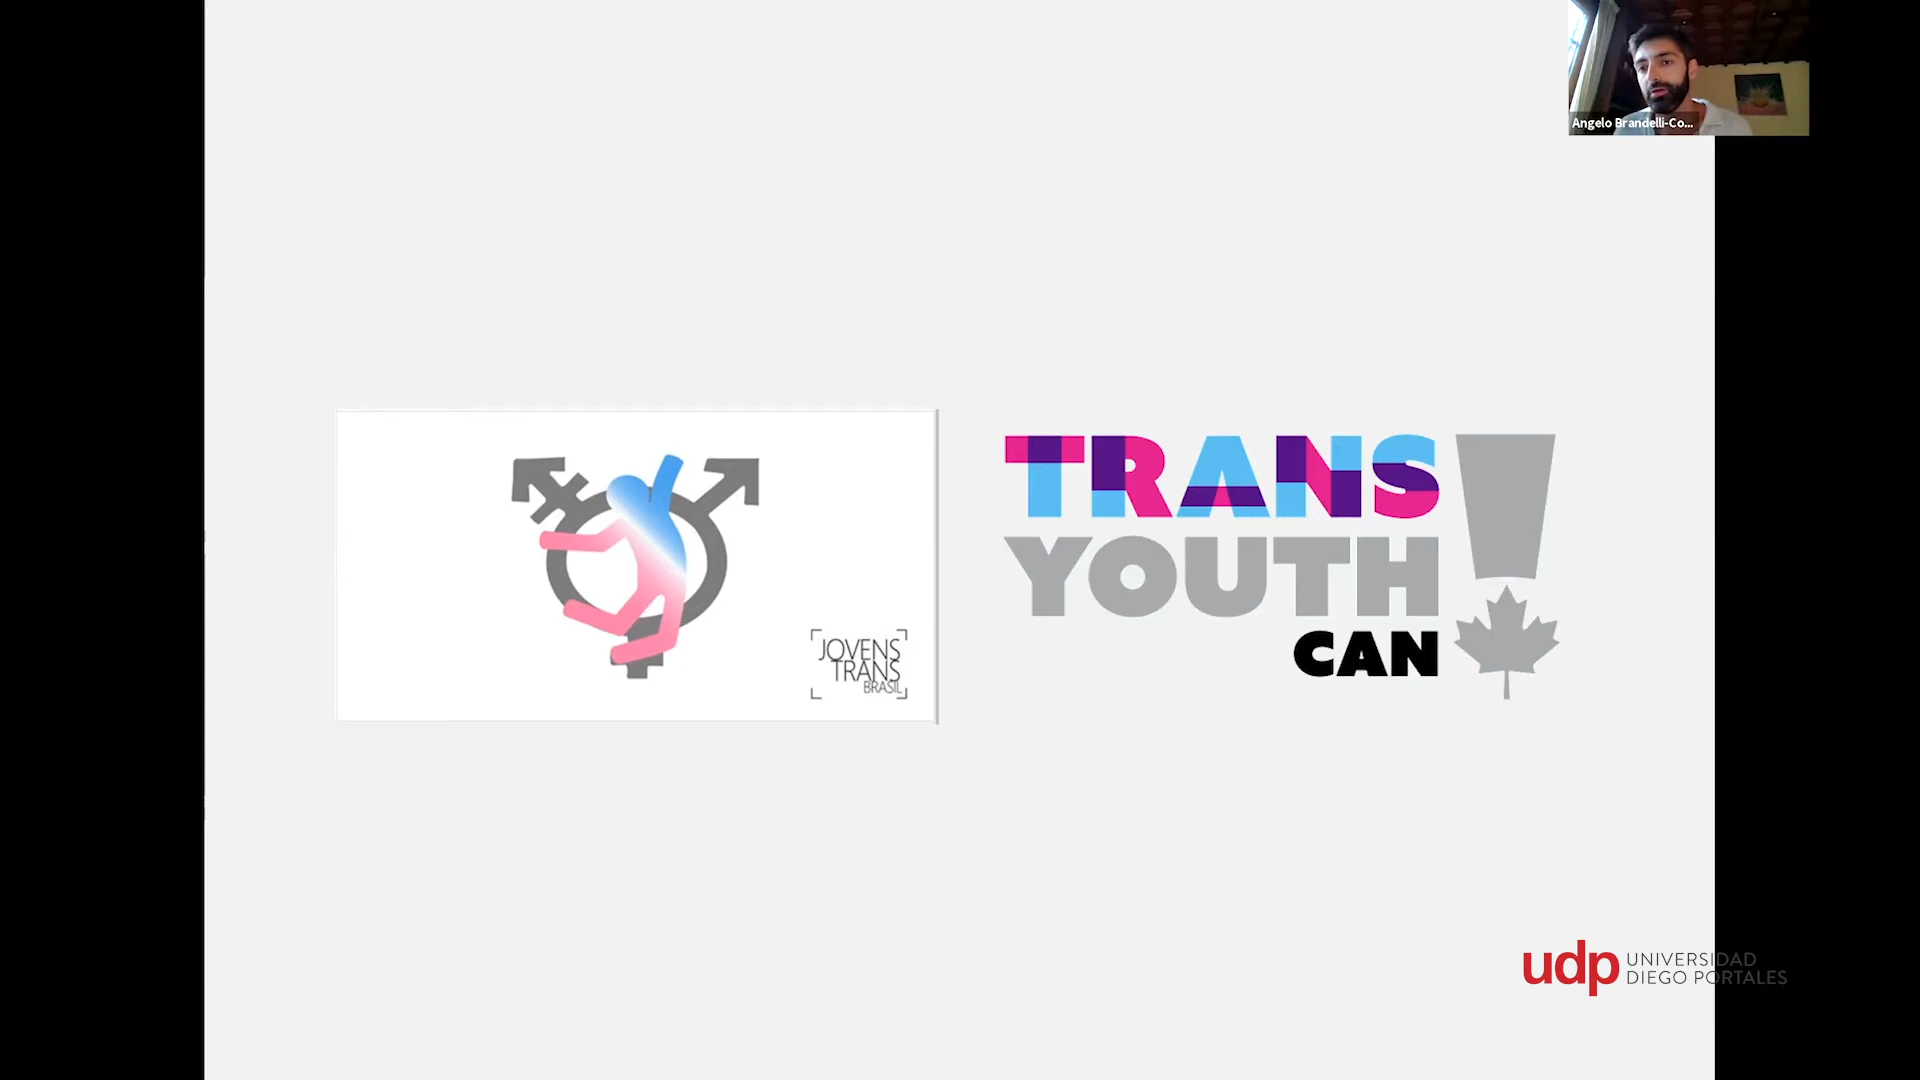 Angelo Brandelli-Co...
JOVENS
TRANS
BRASIL
TRANS
YOUTH
CAN
!
udp UNIVERSIDAD
DIEGO PORTALES